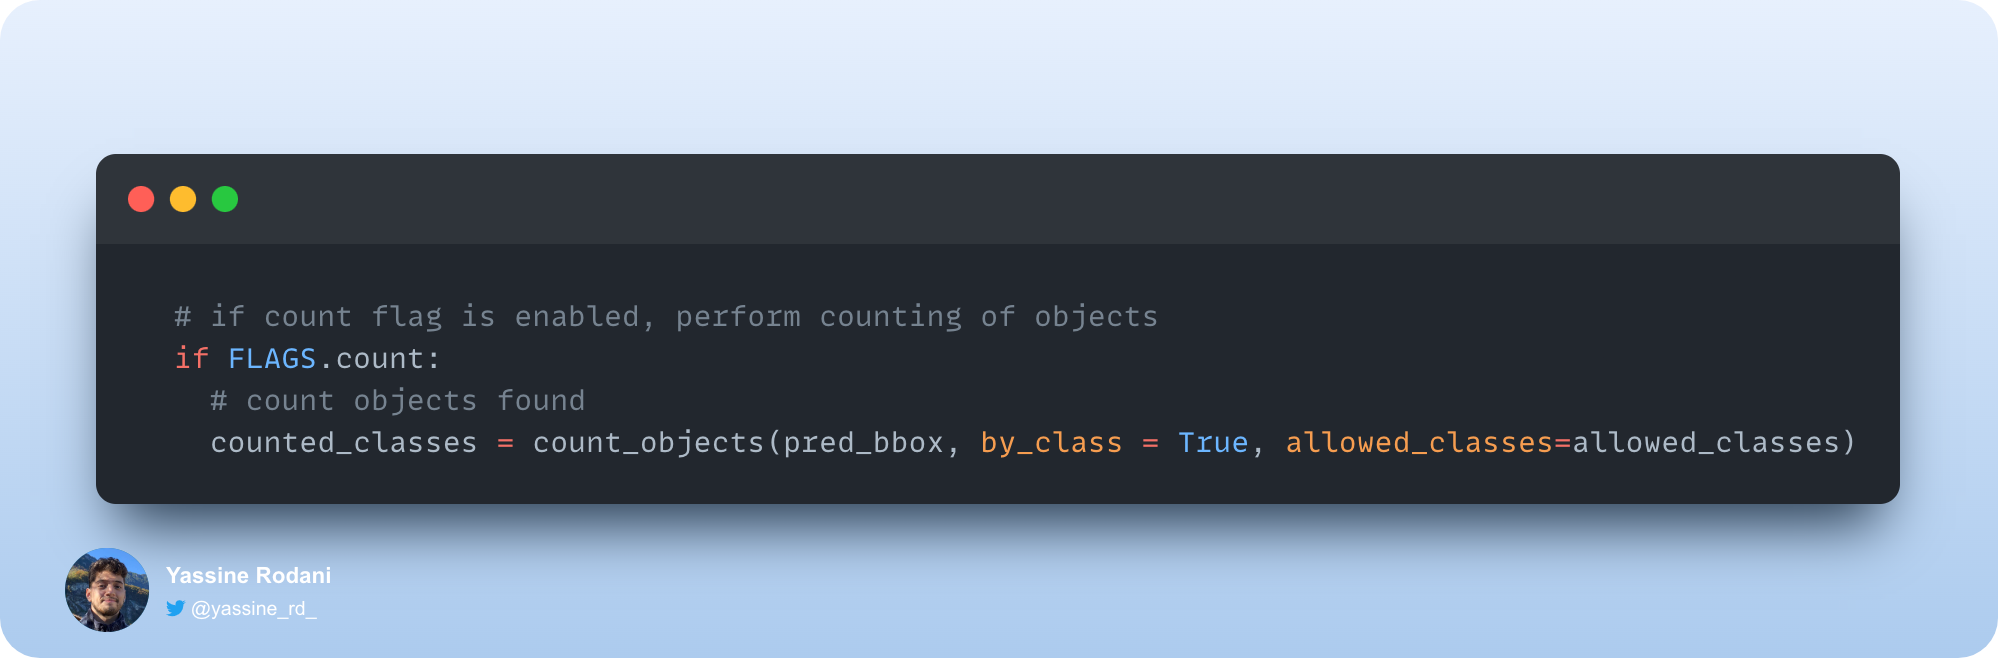 # if count flag is enabled, perform counting of objects
if FLAGS.count:
  # count objects found
  counted_classes = count_objects(pred_bbox, by_class = True, allowed_classes=allowed_classes)
Yassine Rodani
@yassine_rd_